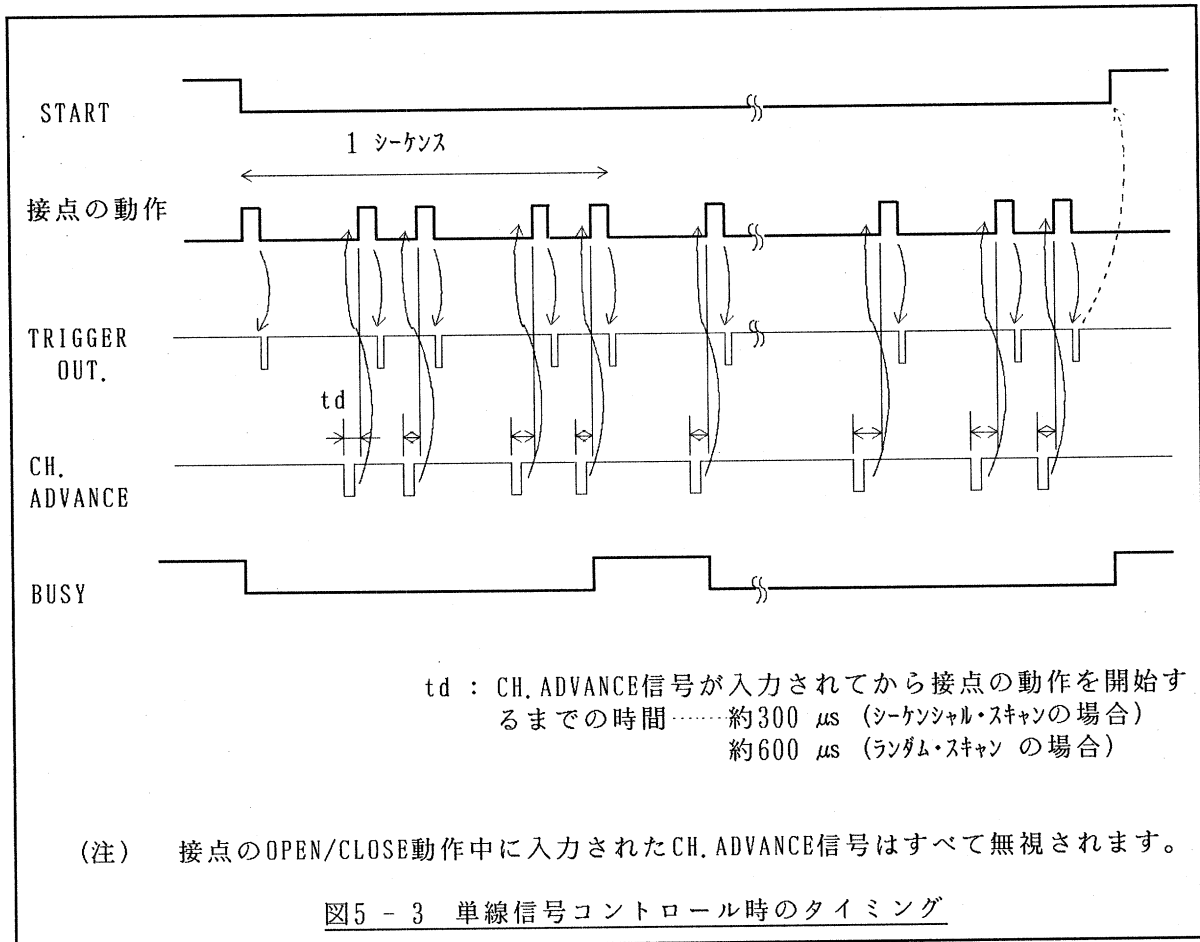 START
1 シーケンス
接点の動作
TRIGGER
OUT.
td
CH.
ADVANCE
BUSY
td : CH.ADVANCE信号が入力されてから接点の動作を開始す
るまでの時間……約300 μs (シーケンシャル・スキャンの場合)
約600 μs (ランダム・スキャン の場合)
(注) 接点のOPEN/CLOSE動作中に入力されたCH.ADVANCE信号はすべて無視されます。
図5 - 3 単線信号コントロール時のタイミング